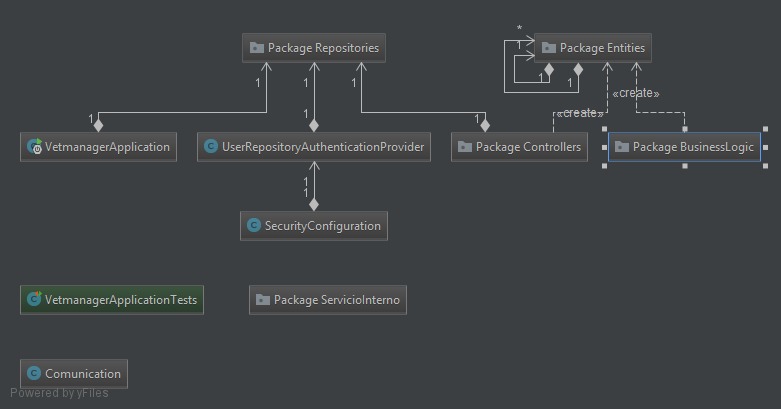 *
Package Repositories
1
Package Entities
1
1
1
1
1
1
«create»
«create»
1
1
1
VetmanagerApplication
UserRepositoryAuthenticationProvider
Package Controllers
Package BusinessLogic
1
1
SecurityConfiguration
VetmanagerApplicationTests
Package ServicioInterno
Comunication
Powered by yFiles